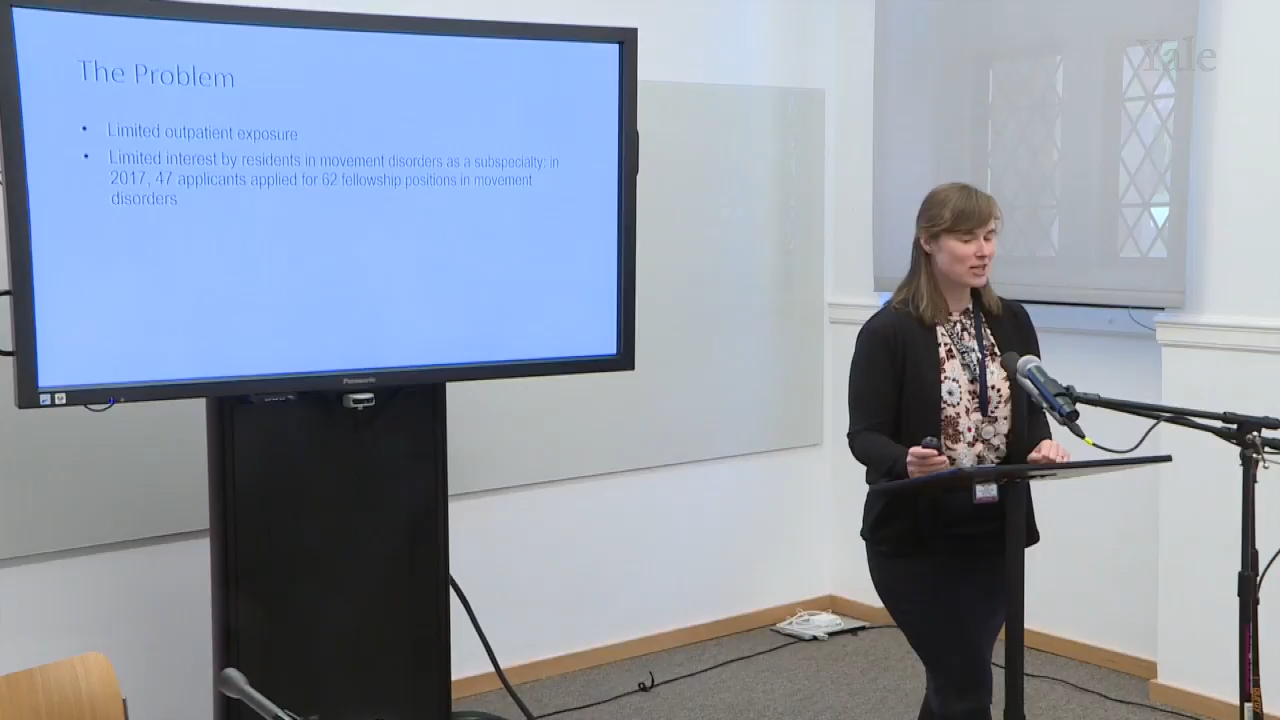 The Problem
• Limited outpatient exposure
• Limited interest by residents in movement disorders as a subspecialty: in
2017, 47 applicants applied for 62 fellowship positions in movement
disorders
Panasonic
Yale